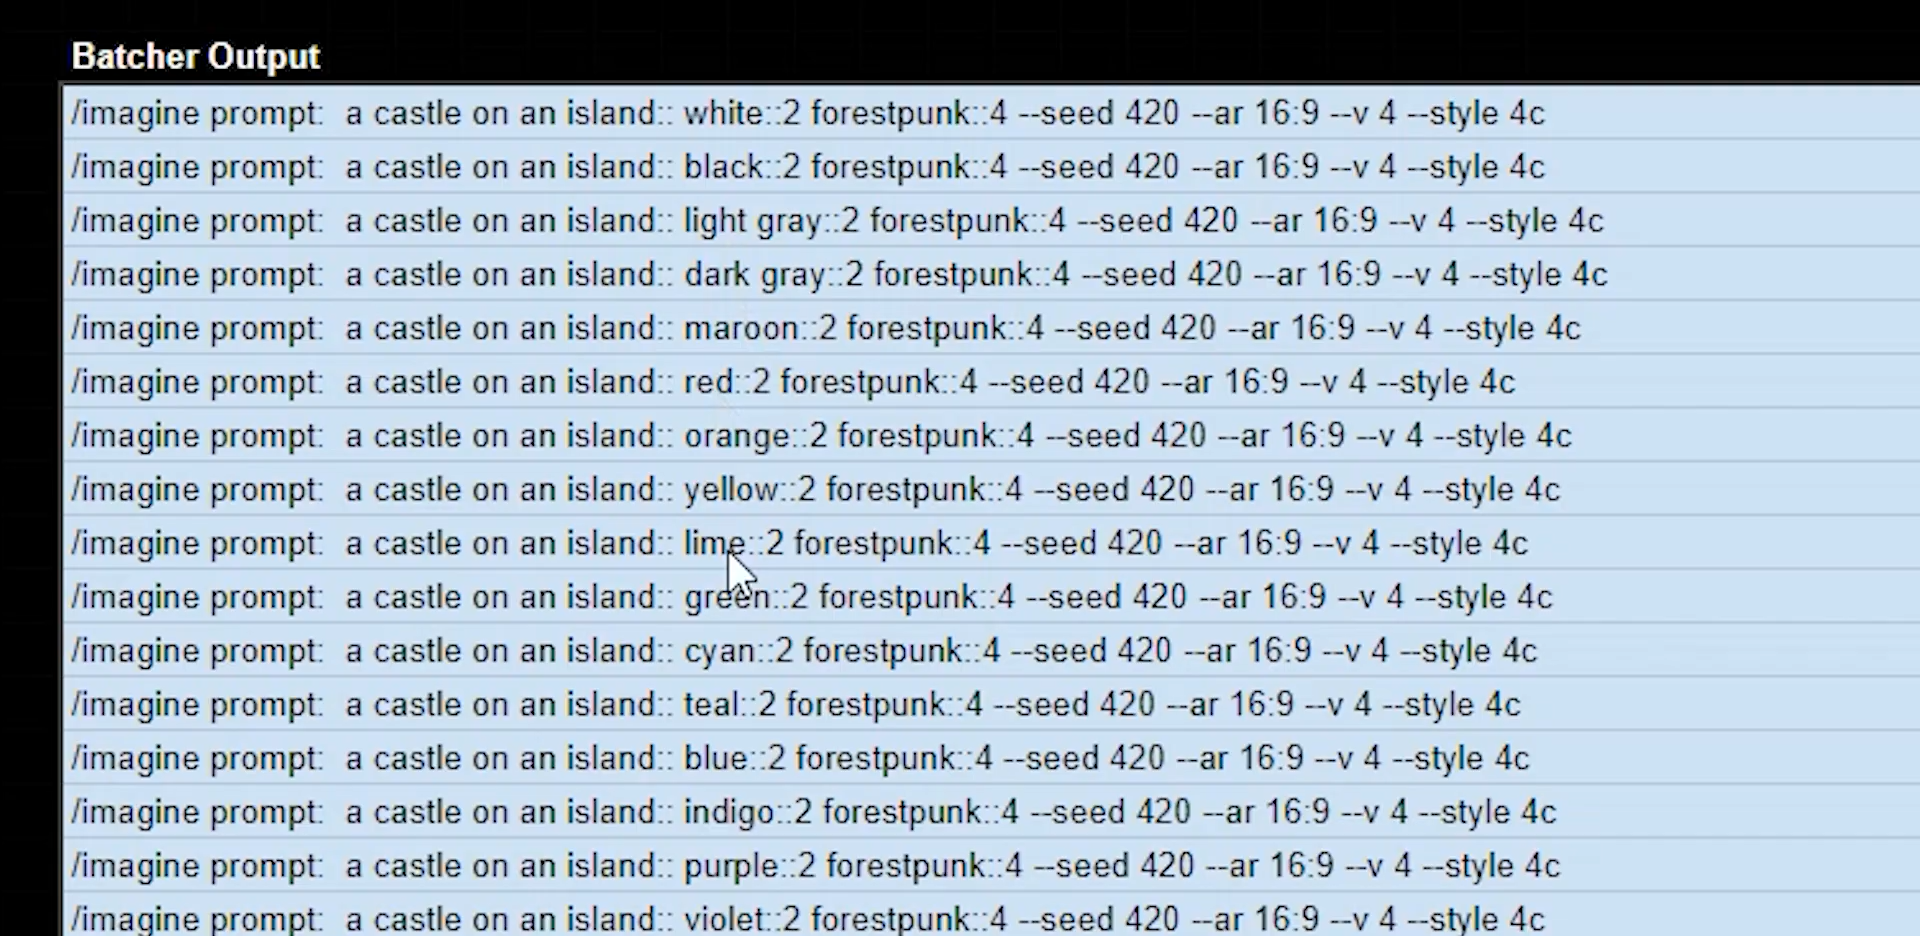 Batcher Output
/imagine prompt:  a castle on an island:: white::2 forestpunk::4 --seed 420 --ar 16:9 --v 4 --style 4c
/imagine prompt:  a castle on an island:: black::2 forestpunk::4 --seed 420 --ar 16:9 --v 4 --style 4c
/imagine prompt:  a castle on an island:: light gray::2 forestpunk::4 --seed 420 --ar 16:9 --v 4 --style 4c
/imagine prompt:  a castle on an island:: dark gray::2 forestpunk::4 --seed 420 --ar 16:9 --v 4 --style 4c
/imagine prompt:  a castle on an island:: maroon::2 forestpunk::4 --seed 420 --ar 16:9 --v 4 --style 4c
/imagine prompt:  a castle on an island:: red::2 forestpunk::4 --seed 420 --ar 16:9 --v 4 --style 4c
/imagine prompt:  a castle on an island:: orange::2 forestpunk::4 --seed 420 --ar 16:9 --v 4 --style 4c
/imagine prompt:  a castle on an island:: yellow::2 forestpunk::4 --seed 420 --ar 16:9 --v 4 --style 4c
/imagine prompt:  a castle on an island:: lime::2 forestpunk::4 --seed 420 --ar 16:9 --v 4 --style 4c
/imagine prompt:  a castle on an island:: green::2 forestpunk::4 --seed 420 --ar 16:9 --v 4 --style 4c
/imagine prompt:  a castle on an island:: cyan::2 forestpunk::4 --seed 420 --ar 16:9 --v 4 --style 4c
/imagine prompt:  a castle on an island:: teal::2 forestpunk::4 --seed 420 --ar 16:9 --v 4 --style 4c
/imagine prompt:  a castle on an island:: blue::2 forestpunk::4 --seed 420 --ar 16:9 --v 4 --style 4c
/imagine prompt:  a castle on an island:: indigo::2 forestpunk::4 --seed 420 --ar 16:9 --v 4 --style 4c
/imagine prompt:  a castle on an island:: purple::2 forestpunk::4 --seed 420 --ar 16:9 --v 4 --style 4c
/imagine prompt:  a castle on an island:: violet::2 forestpunk::4 --seed 420 --ar 16:9 --v 4 --style 4c